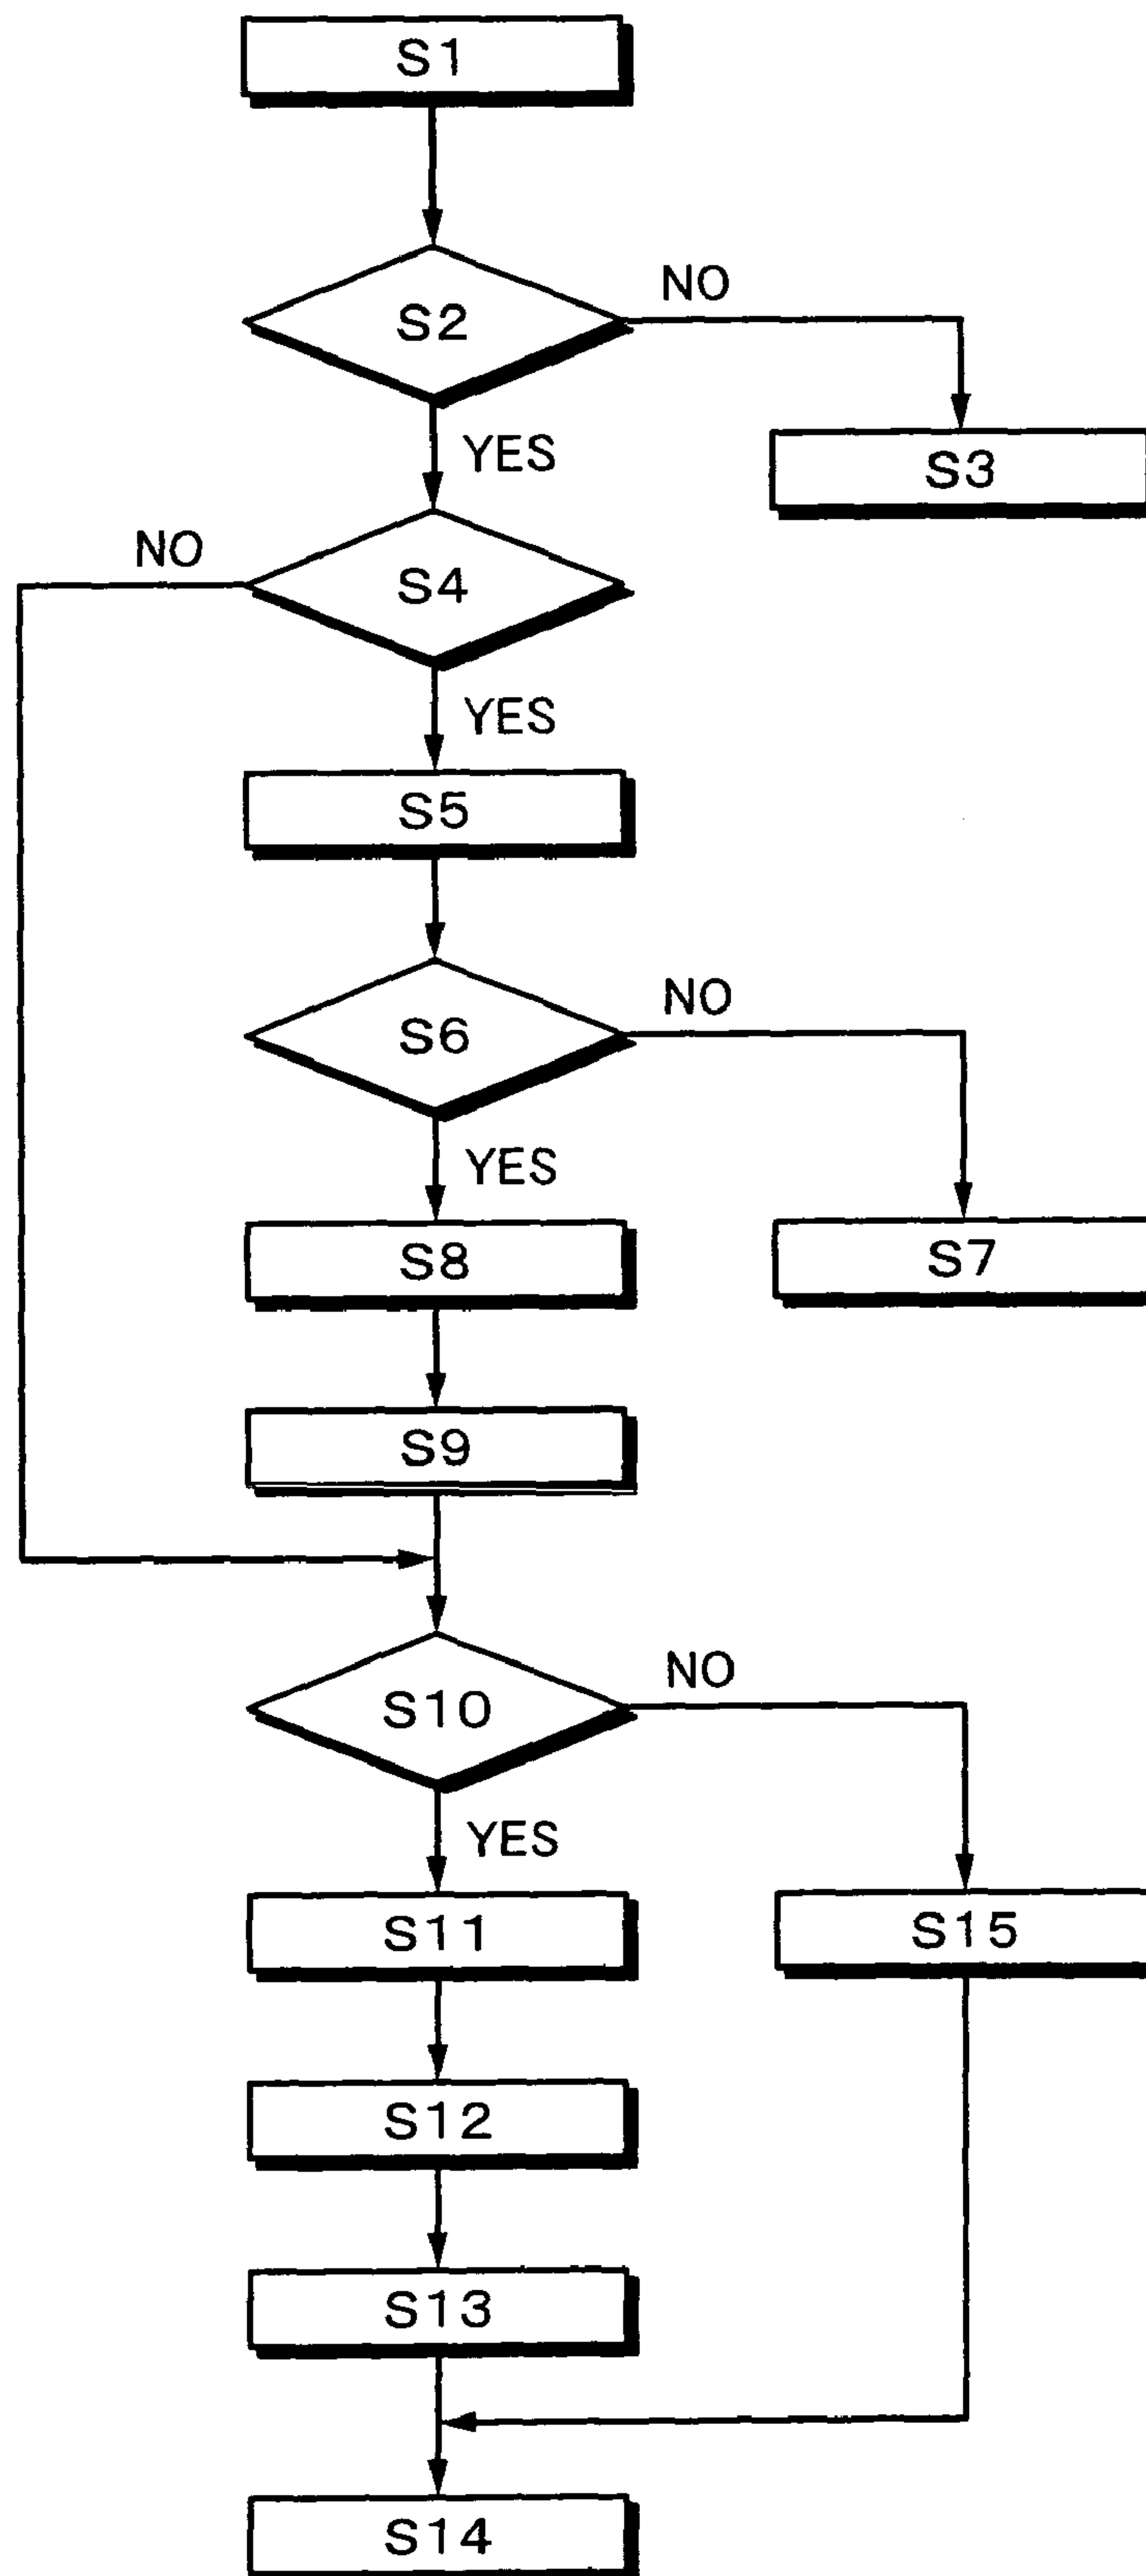 S1
S2
NO
YES
S3
NO
S4
YES
S5
S6
NO
YES
S8
S7
S9
S10
NO
YES
S11
S15
S12
S13
S14